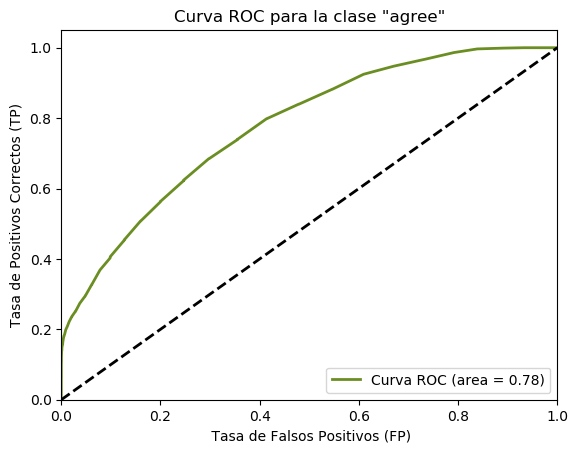 Curva ROC para la clase "agree"
Tasa de Positivos Correctos (TP)
1.0
0.8
0.6
0.4
0.2
0.0
0.0 0.2 0.4 0.6 0.8 1.0
Curva ROC (area = 0.78)
Tasa de Falsos Positivos (FP)